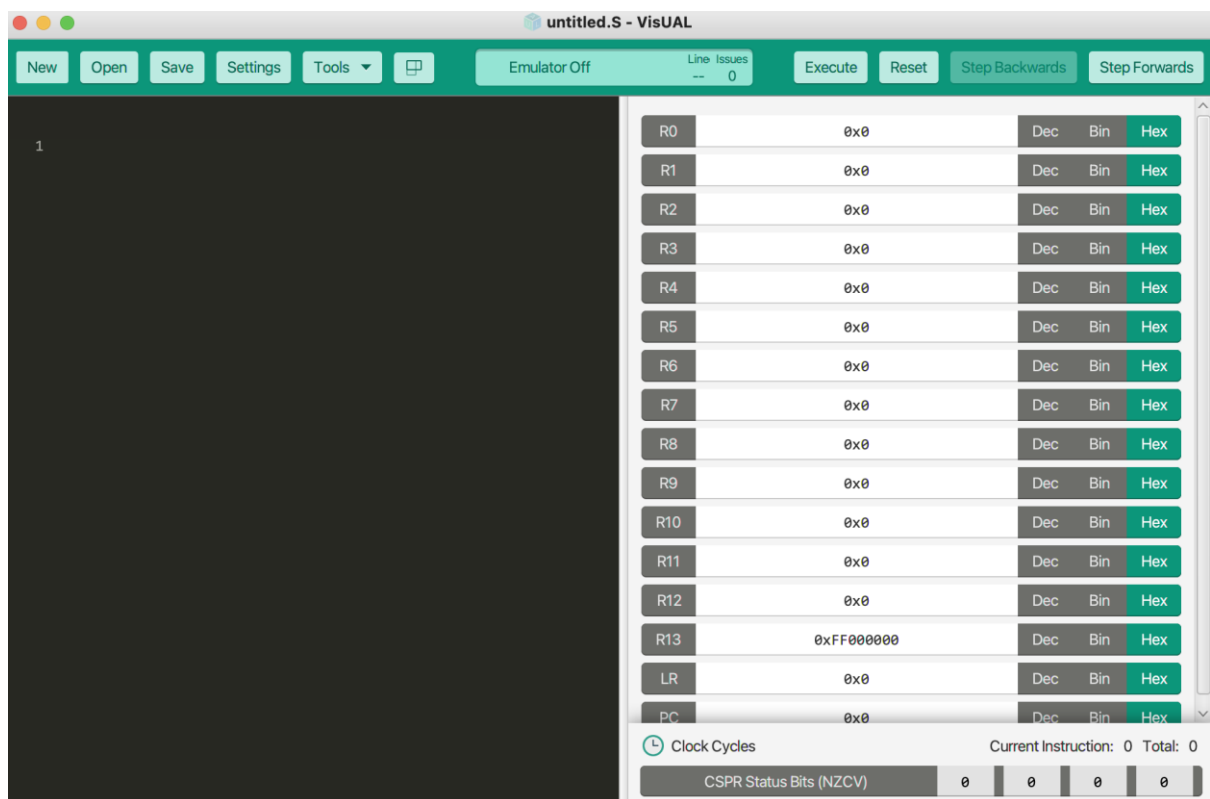 untitled.S - VisUAL
New Open Save Settings Tools Emulator Off Line Issues -- 0 Execute Reset Step Backwards Step Forwards
1
R0 0x0 Dec Bin Hex
R1 0x0 Dec Bin Hex
R2 0x0 Dec Bin Hex
R3 0x0 Dec Bin Hex
R4 0x0 Dec Bin Hex
R5 0x0 Dec Bin Hex
R6 0x0 Dec Bin Hex
R7 0x0 Dec Bin Hex
R8 0x0 Dec Bin Hex
R9 0x0 Dec Bin Hex
R10 0x0 Dec Bin Hex
R11 0x0 Dec Bin Hex
R12 0x0 Dec Bin Hex
R13 0xFF000000 Dec Bin Hex
LR 0x0 Dec Bin Hex
PC 0x0 Dec Bin Hex
Clock Cycles Current Instruction: 0 Total: 0
CSPR Status Bits (NZCV) 0 0 0 0